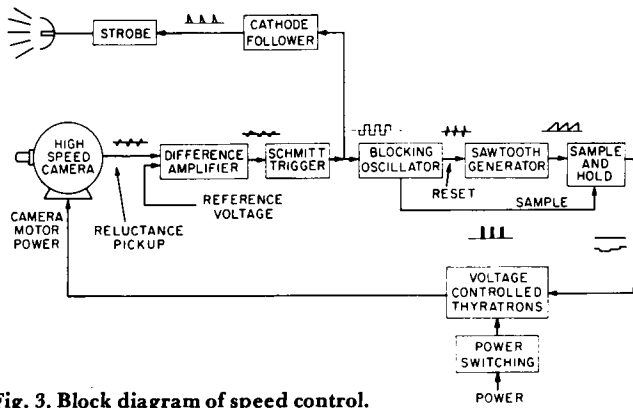 CATHODE
FOLLOWER
STROBE
HIGH
SPEED
CAMERA
DIFFERENCE
AMPLIFIER
SCHMITT
TRIGGER
BLOCKING
OSCILLATOR
SAWTOOTH
GENERATOR
SAMPLE
AND
HOLD
RESET
SAMPLE
REFERENCE
VOLTAGE
CAMERA
MOTOR
POWER
RELUCTANCE
PICKUP
VOLTAGE
CONTROLLED
THYRATRONS
POWER
SWITCHING
POWER
Fig. 3. Block diagram of speed control.